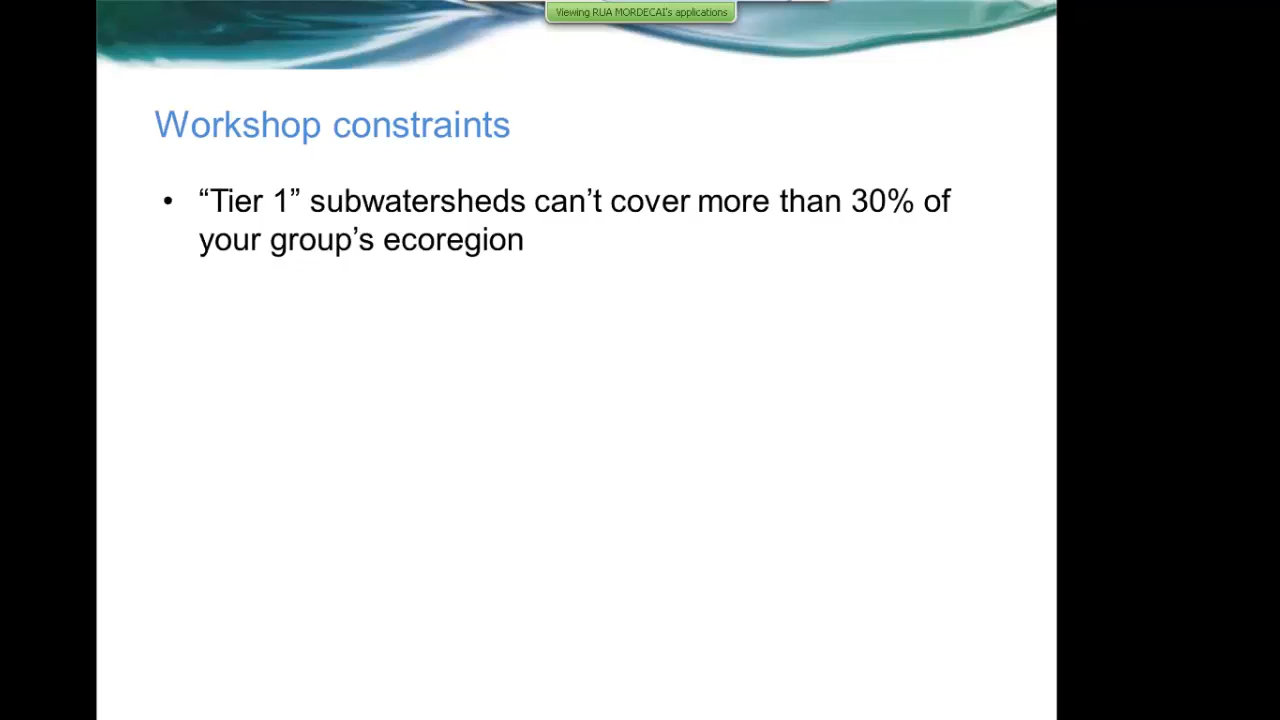 Viewing RUA MORDECAI's applications
Workshop constraints
• “Tier 1” subwatersheds can’t cover more than 30% of
your group’s ecoregion